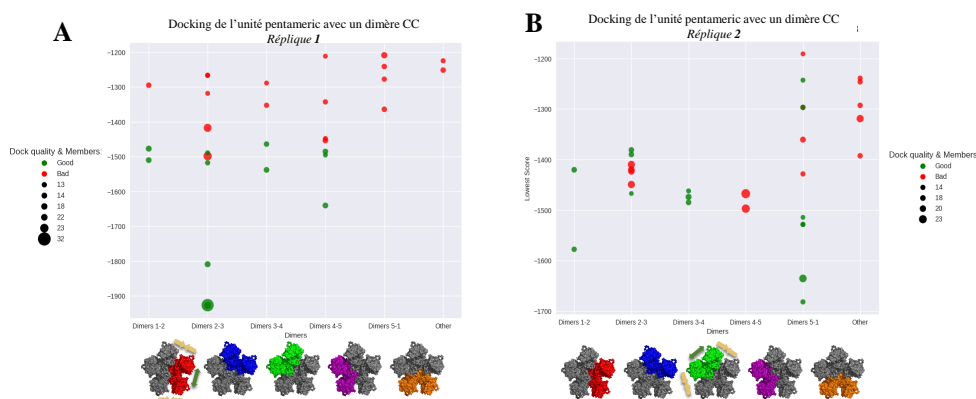 A
Docking de l'unité pentameric avec un dimère CC
Réplique 1
-1200
-1300
-1400
-1500
-1600
-1700
-1800
-1900
Dimers 1-2
Dimers 2-3
Dimers 3-4
Dimers 4-5
Dimers 5-1
Other
Dimers
Dock quality & Members:
Good
Bad
13
14
18
22
23
32
B
Docking de l'unité pentameric avec un dimère CC
Réplique 2
Lowest Score
-1200
-1300
-1400
-1500
-1600
-1700
Dimers 1-2
Dimers 2-3
Dimers 3-4
Dimers 4-5
Dimers 5-1
Other
Dimers
Dock quality & Members:
Good
Bad
14
18
20
23